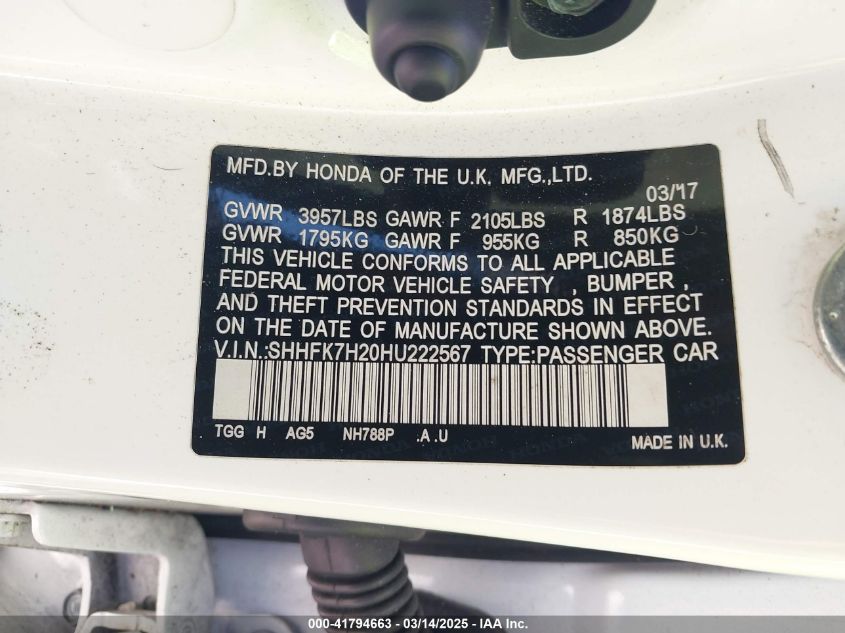 MFD.BY HONDA OF THE U.K. MFG.,LTD.
03/'17
GVWR 3957LBS GAWR F 2105LBS R 1874LBS
GVWR 1795KG GAWR F 955KG R 850KG
THIS VEHICLE CONFORMS TO ALL APPLICABLE
FEDERAL MOTOR VEHICLE SAFETY , BUMPER ,
AND THEFT PREVENTION STANDARDS IN EFFECT
ON THE DATE OF MANUFACTURE SHOWN ABOVE.
V.I.N.:SHHFK7H20HU222567 TYPE:PASSENGER CAR
TGG H AG5 NH788P .A .U
MADE IN U.K.
000-41794663 - 03/14/2025 - IAA Inc.